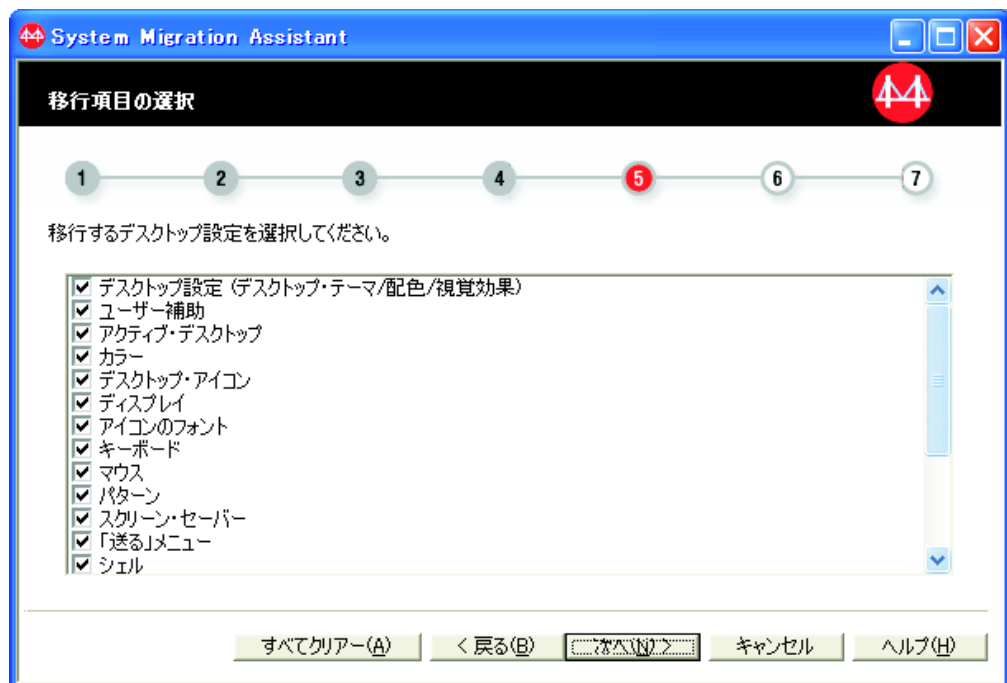 System Migration Assistant
移行項目の選択
1 2 3 4 5 6 7
移行するデスクトップ設定を選択してください。
デスクトップ設定 (デスクトップ・テーマ/配色/視覚効果)
ユーザー補助
アクティブ・デスクトップ
カラー
デスクトップ・アイコン
ディスプレイ
アイコンのフォント
キーボード
マウス
パターン
スクリーン・セーバー
「送る」メニュー
シェル
すべてクリアー(A) < 戻る(B) 次へ(N) > キャンセル ヘルプ(H)